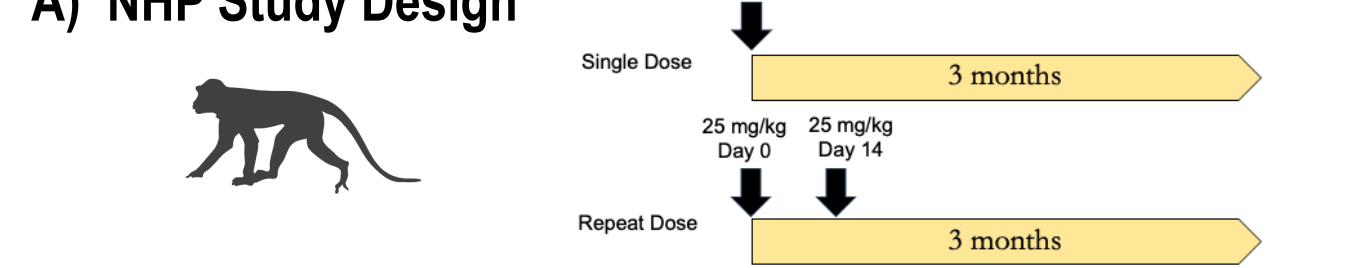 A) NHP Study Design
Single Dose
3 months
25 mg/kg 25 mg/kg
Day 0 Day 14
Repeat Dose
3 months